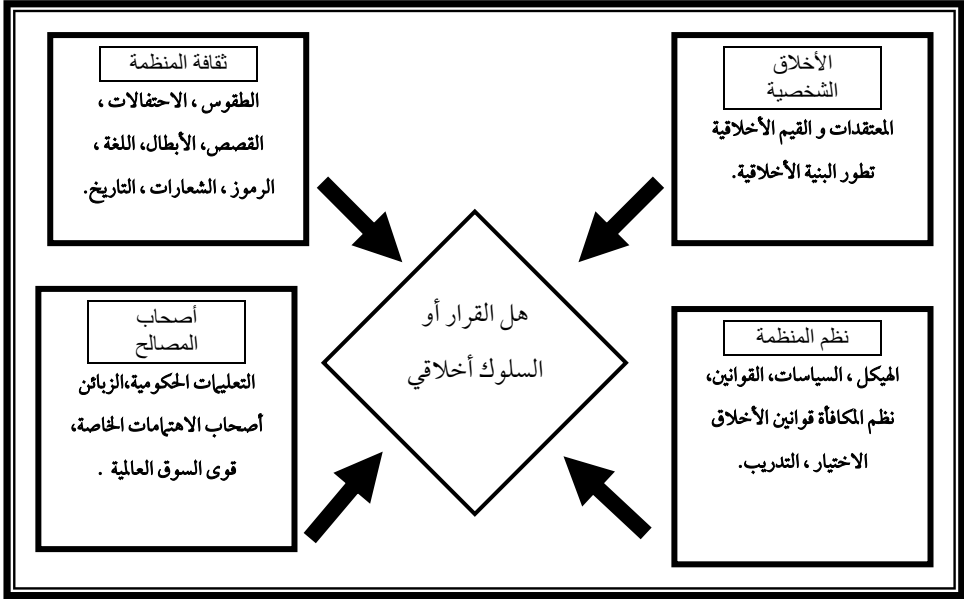 الأخلاق
الشخصية
المعتقدات و القيم الأخلاقية
تطور البنية الأخلاقية.
ثقافة المنظمة
الطقوس ، الاحتفالات ،
القصص، الأبطال، اللغة ،
الرموز ، الشعارات ، التاريخ.
هل القرار أو
السلوك أخلاقي
نظم المنظمة
الهيكل ، السياسات، القوانين،
نظم المكافأة قوانين الأخلاق
الاختيار ، التدريب.
أصحاب
المصالح
التعليمات الحكومية،الزبائن
أصحاب الاهتمامات الخاصة،
قوى السوق العالمية .